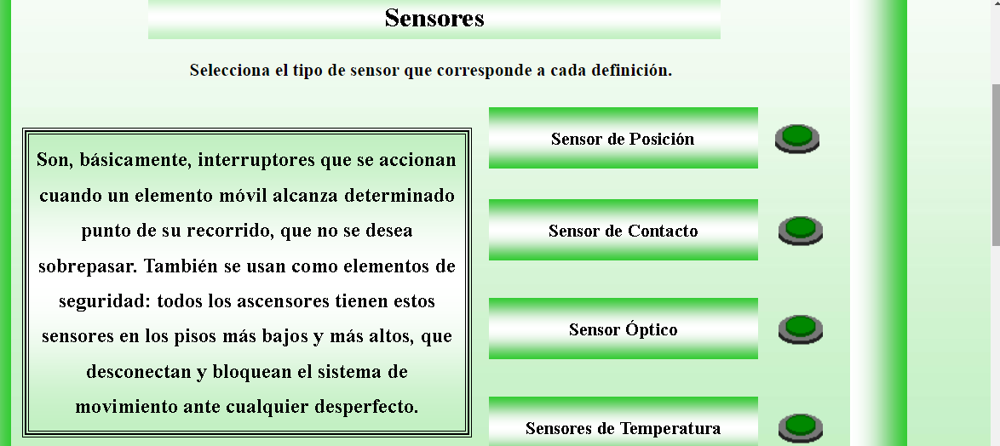 Sensores
Selecciona el tipo de sensor que corresponde a cada definición.
Son, básicamente, interruptores que se accionan
cuando un elemento móvil alcanza determinado
punto de su recorrido, que no se desea
sobrepasar. También se usan como elementos de
seguridad: todos los ascensores tienen estos
sensores en los pisos más bajos y más altos, que
desconectan y bloquean el sistema de
movimiento ante cualquier desperfecto.
Sensor de Posición
Sensor de Contacto
Sensor Óptico
Sensores de Temperatura